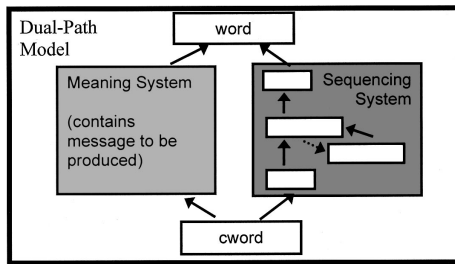 Dual-Path
Model
word
Meaning System
(contains
message to be
produced)
Sequencing
System
cword